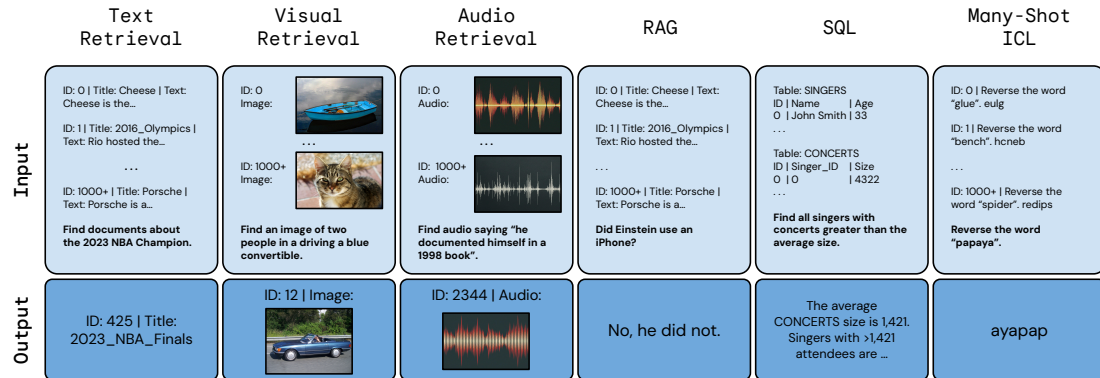 Text
Retrieval
Visual
Retrieval
Audio
Retrieval
RAG
SQL
Many-Shot
ICL
Input
ID: 0 | Title: Cheese | Text:
Cheese is the...
ID: 1 | Title: 2016_Olympics |
Text: Rio hosted the...
...
ID: 1000+ | Title: Porsche |
Text: Porsche is a...
Find documents about
the 2023 NBA Champion.
ID: 0
Image:
...
ID: 1000+
Image:
Find an image of two
people in a driving a blue
convertible.
ID: 0
Audio:
...
ID: 1000+
Audio:
Find audio saying “he
documented himself in a
1998 book”.
ID: 0 | Title: Cheese | Text:
Cheese is the...
ID: 1 | Title: 2016_Olympics |
Text: Rio hosted the...
...
ID: 1000+ | Title: Porsche |
Text: Porsche is a...
Did Einstein use an
iPhone?
Table: SINGERS
ID | Name | Age
0 | John Smith | 33
...
Table: CONCERTS
ID | Singer_ID | Size
0 | 0 | 4322
...
Find all singers with
concerts greater than the
average size.
ID: 0 | Reverse the word
“glue”. eulg
ID: 1 | Reverse the word
“bench”. hcneb
...
ID: 1000+ | Reverse the
word “spider”. redips
Reverse the word
“papaya”.
Output
ID: 425 | Title:
2023_NBA_Finals
ID: 12 | Image:
ID: 2344 | Audio:
No, he did not.
The average
CONCERTS size is 1,421.
Singers with >1,421
attendees are ...
ayapap